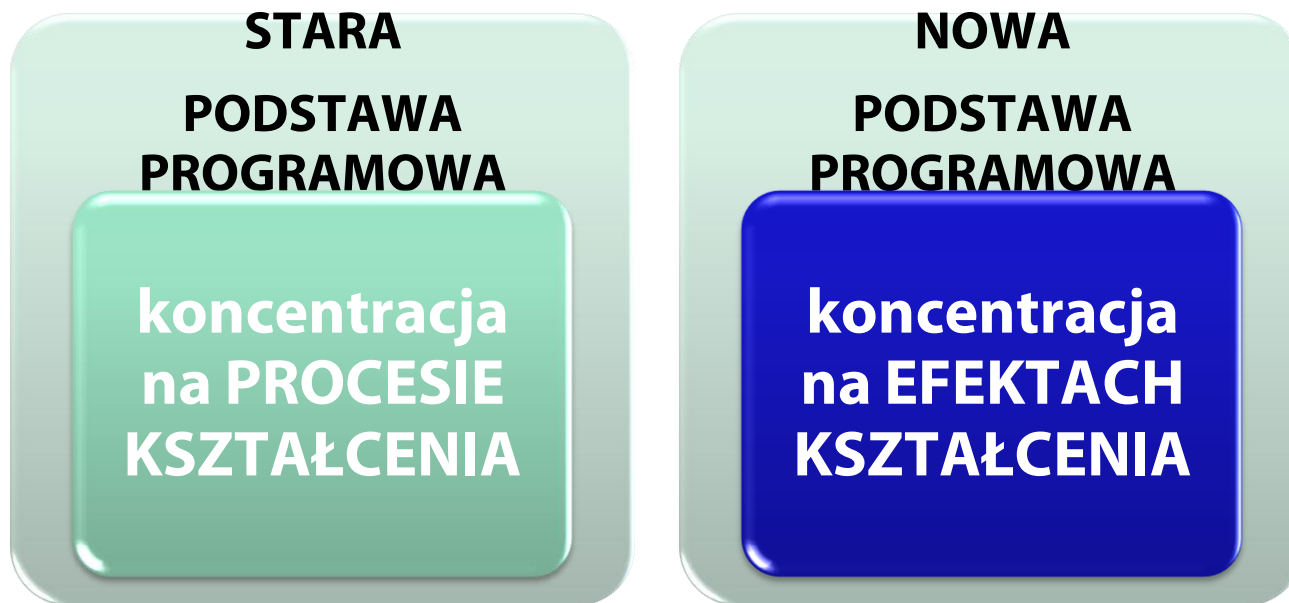 STARA
PODSTAWA
PROGRAMOWA
koncentracja
na PROCESIE
KSZTAŁCENIA
NOWA
PODSTAWA
PROGRAMOWA
koncentracja
na EFEKTACH
KSZTAŁCENIA